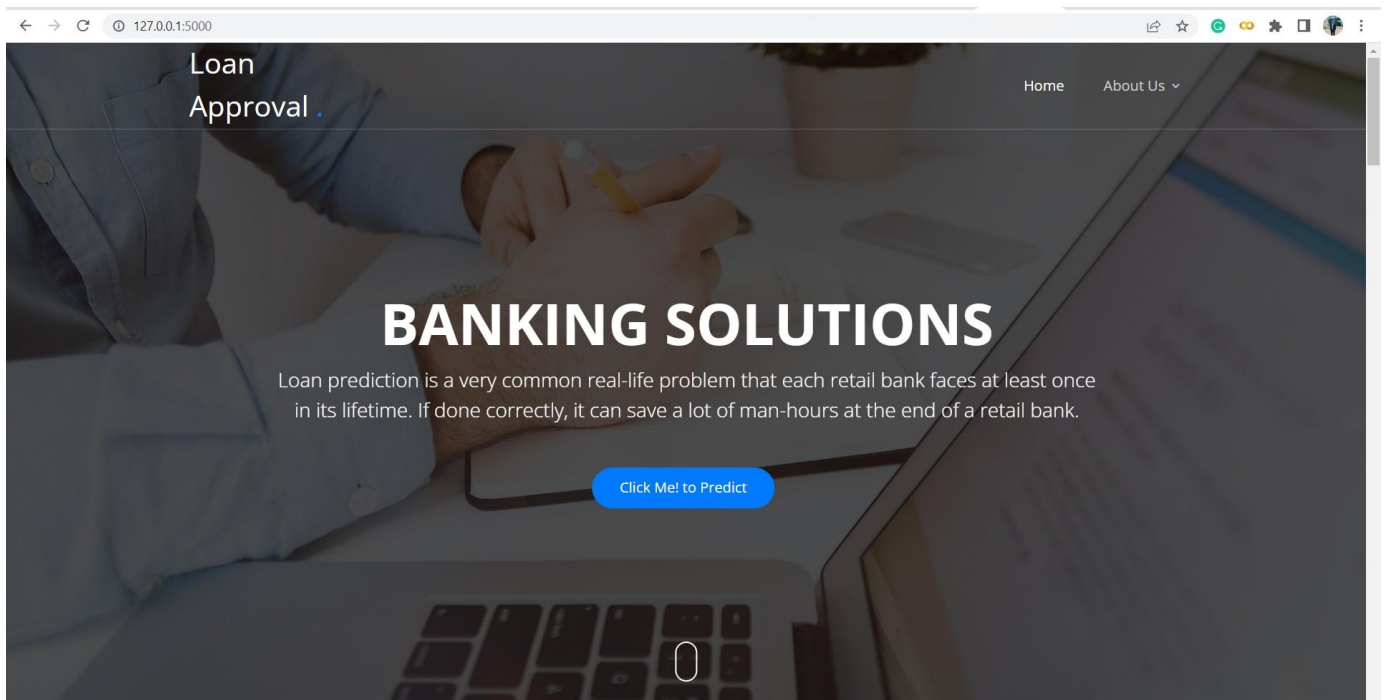 127.0.0.1:5000
Loan
Approval .
Home
About Us
BANKING SOLUTIONS
Loan prediction is a very common real-life problem that each retail bank faces at least once
in its lifetime. If done correctly, it can save a lot of man-hours at the end of a retail bank.
Click Me! to Predict